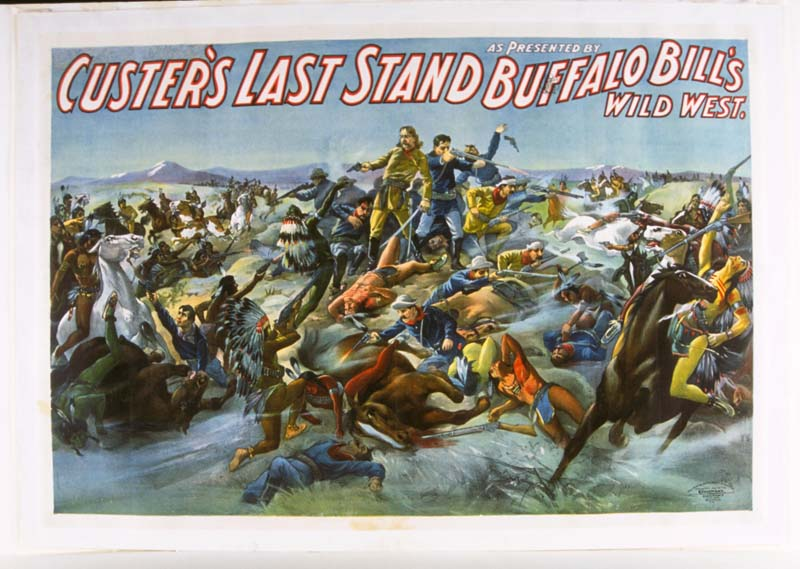 CUSTER'S LAST STAND AS PRESENTED BY
BUFFALO BILL'S
WILD WEST.